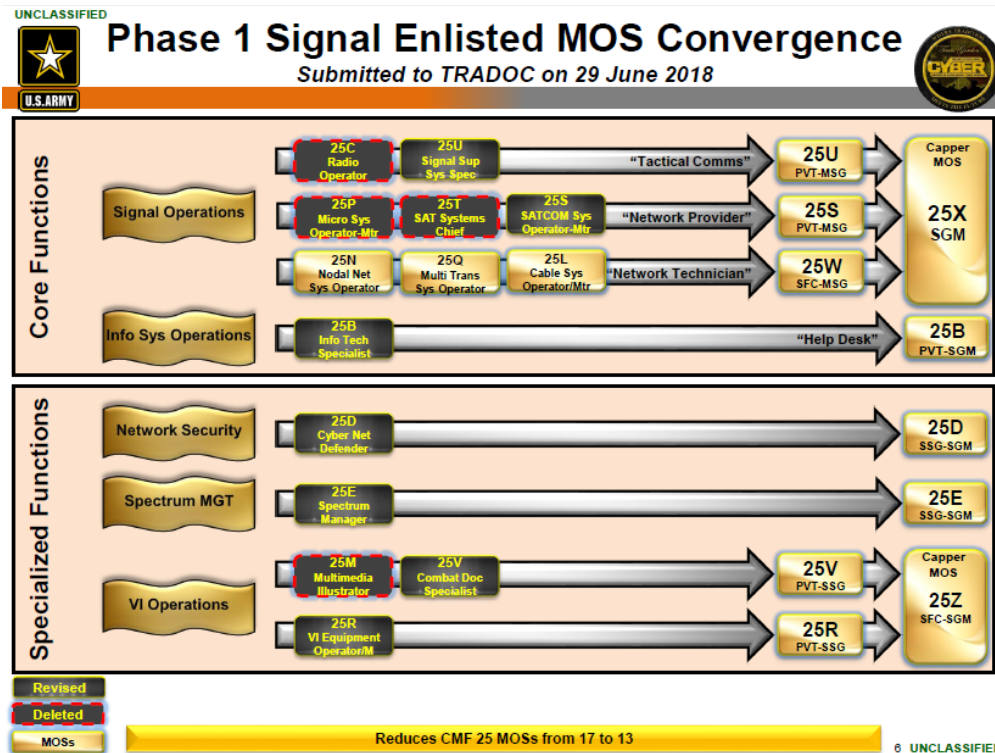 UNCLASSIFIED
Phase 1 Signal Enlisted MOS Convergence
Submitted to TRADOC on 29 June 2018
U.S.ARMY
CYBER
Core Functions
Signal Operations
25C
Radio
Operator
25U
Signal Sup
Sys Spec
“Tactical Comms”
25U
PVT-MSG
25P
Micro Sys
Operator-Mtr
25T
SAT Systems
Chief
25S
SATCOM Sys
Operator-Mtr
“Network Provider”
25S
PVT-MSG
25N
Nodal Net
Sys Operator
25Q
Multi Trans
Sys Operator
25L
Cable Sys
Operator/Mtr
“Network Technician”
25W
SFC-MSG
Capper
MOS
25X
SGM
Info Sys Operations
25B
Info Tech
Specialist
“Help Desk”
25B
PVT-SGM
Specialized Functions
Network Security
25D
Cyber Net
Defender
25D
SSG-SGM
Spectrum MGT
25E
Spectrum
Manager
25E
SSG-SGM
VI Operations
25M
Multimedia
Illustrator
25V
Combat Doc
Specialist
25V
PVT-SSG
25R
VI Equipment
Operator/M
25R
PVT-SSG
Capper
MOS
25Z
SFC-SGM
Revised
Deleted
MOSs
Reduces CMF 25 MOSs from 17 to 13
6 UNCLASSIFIED